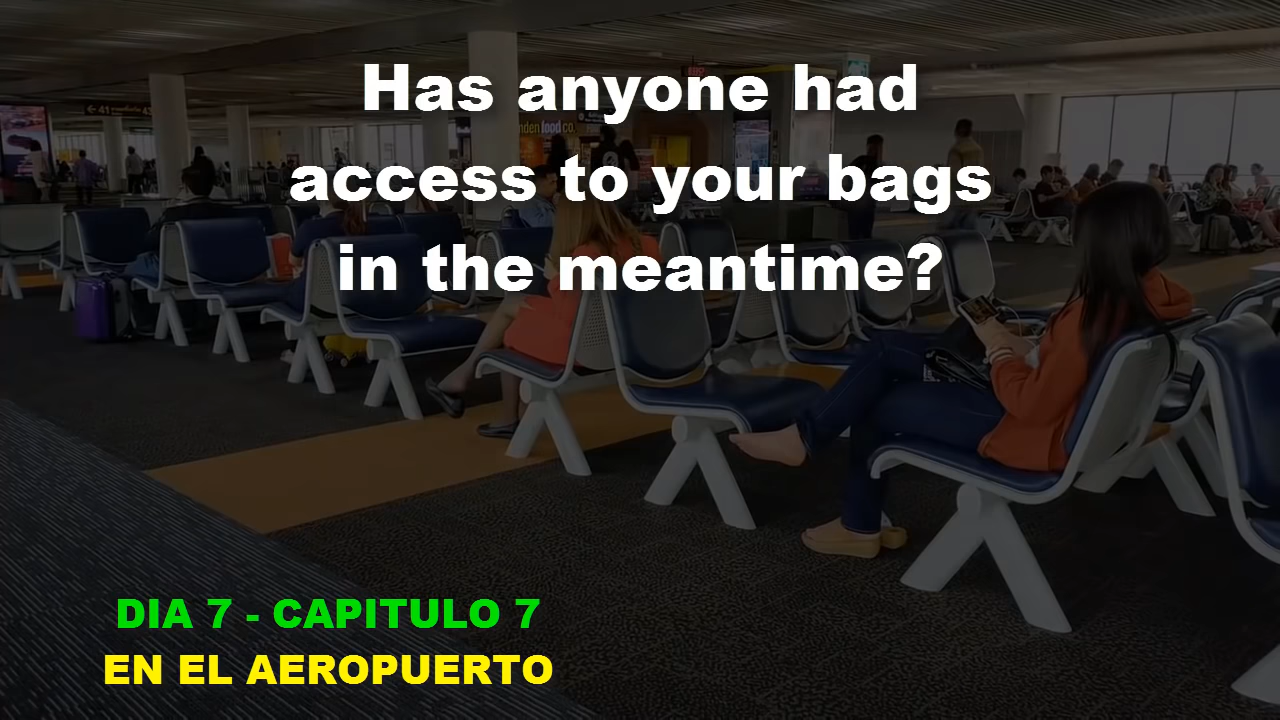 Has anyone had
access to your bags
in the meantime?
DIA 7 - CAPITULO 7
EN EL AEROPUERTO